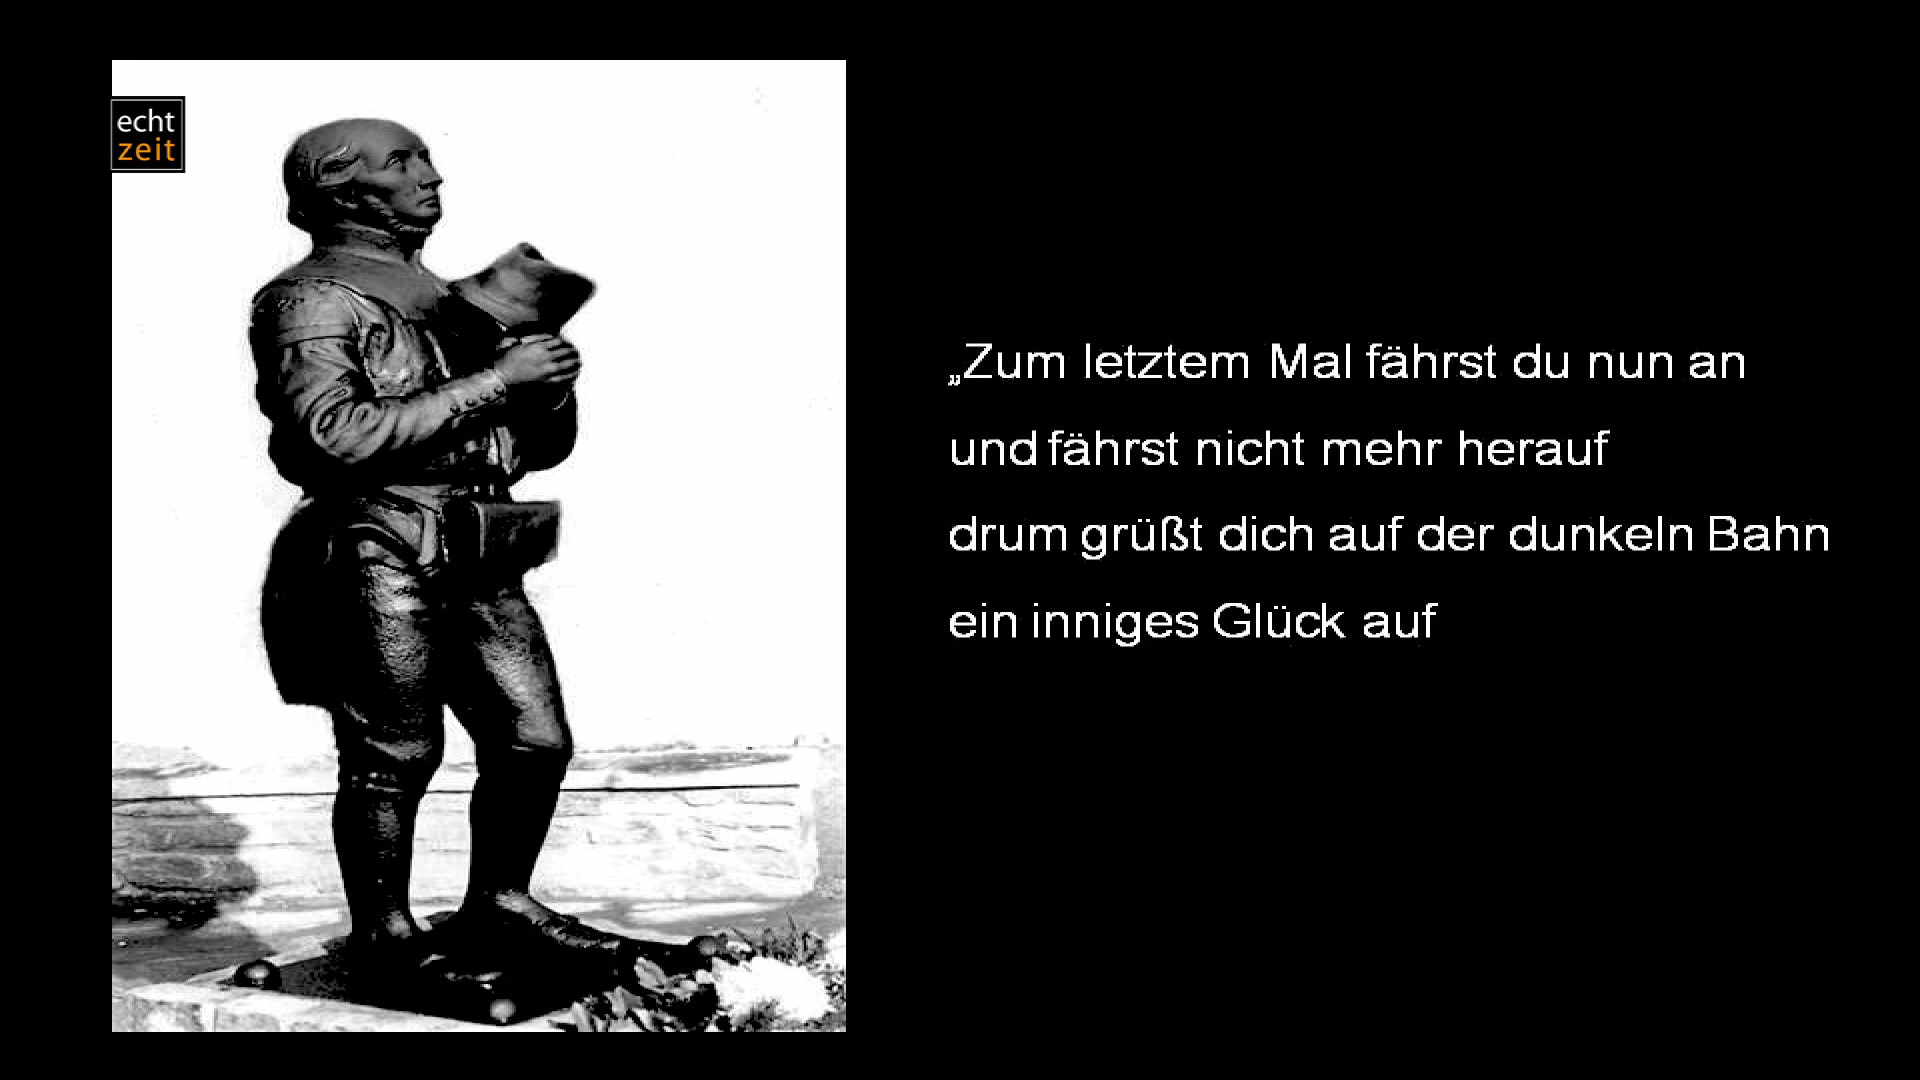 echt
zeit
„Zum letztem Mal fährst du nun an
und fährst nicht mehr herauf
drum grüßt dich auf der dunkeln Bahn
ein inniges Glück auf